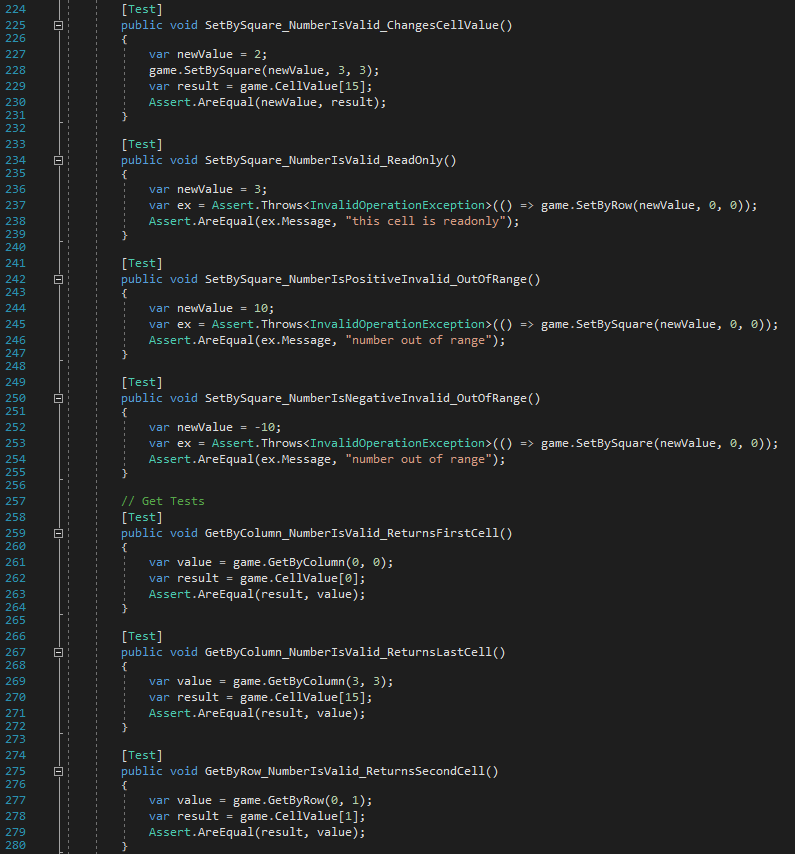 224 [Test]
225 public void SetBySquare_NumberIsValid_ChangesCellValue()
226 {
227 var newValue = 2;
228 game.SetBySquare(newValue, 3, 3);
229 var result = game.CellValue[15];
230 Assert.AreEqual(newValue, result);
231 }
232
233 [Test]
234 public void SetBySquare_NumberIsValid_ReadOnly()
235 {
236 var newValue = 3;
237 var ex = Assert.Throws<InvalidOperationException>(() => game.SetByRow(newValue, 0, 0));
238 Assert.AreEqual(ex.Message, "this cell is readonly");
239 }
240
241 [Test]
242 public void SetBySquare_NumberIsPositiveInvalid_OutOfRange()
243 {
244 var newValue = 10;
245 var ex = Assert.Throws<InvalidOperationException>(() => game.SetBySquare(newValue, 0, 0));
246 Assert.AreEqual(ex.Message, "number out of range");
247 }
248
249 [Test]
250 public void SetBySquare_NumberIsNegativeInvalid_OutOfRange()
251 {
252 var newValue = -10;
253 var ex = Assert.Throws<InvalidOperationException>(() => game.SetBySquare(newValue, 0, 0));
254 Assert.AreEqual(ex.Message, "number out of range");
255 }
256
257 // Get Tests
258 [Test]
259 public void GetByColumn_NumberIsValid_ReturnsFirstCell()
260 {
261 var value = game.GetByColumn(0, 0);
262 var result = game.CellValue[0];
263 Assert.AreEqual(result, value);
264 }
265
266 [Test]
267 public void GetByColumn_NumberIsValid_ReturnsLastCell()
268 {
269 var value = game.GetByColumn(3, 3);
270 var result = game.CellValue[15];
271 Assert.AreEqual(result, value);
272 }
273
274 [Test]
275 public void GetByRow_NumberIsValid_ReturnsSecondCell()
276 {
277 var value = game.GetByRow(0, 1);
278 var result = game.CellValue[1];
279 Assert.AreEqual(result, value);
280 }